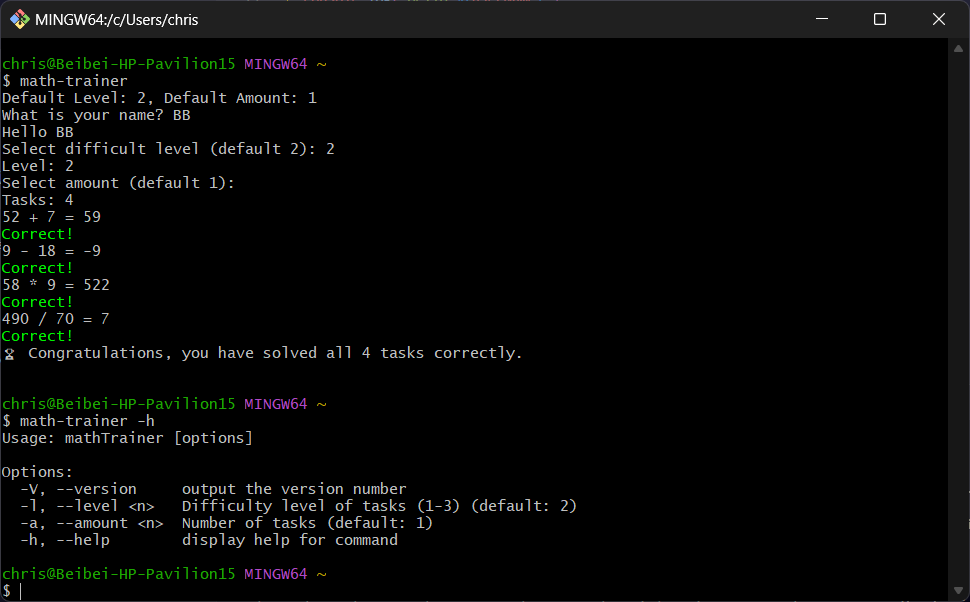 MINGW64:/c/Users/chris
chris@Beibei-HP-Pavilion15 MINGW64 ~
$ math-trainer
Default Level: 2, Default Amount: 1
What is your name? BB
Hello BB
Select difficult level (default 2): 2
Level: 2
Select amount (default 1):
Tasks: 4
52 + 7 = 59
Correct!
9 - 18 = -9
Correct!
58 * 9 = 522
Correct!
490 / 70 = 7
Correct!
Congratulations, you have solved all 4 tasks correctly.
chris@Beibei-HP-Pavilion15 MINGW64 ~
$ math-trainer -h
Usage: mathTrainer [options]
Options:
-V, --version output the version number
-l, --level <n> Difficulty level of tasks (1-3) (default: 2)
-a, --amount <n> Number of tasks (default: 1)
-h, --help display help for command
chris@Beibei-HP-Pavilion15 MINGW64 ~
$